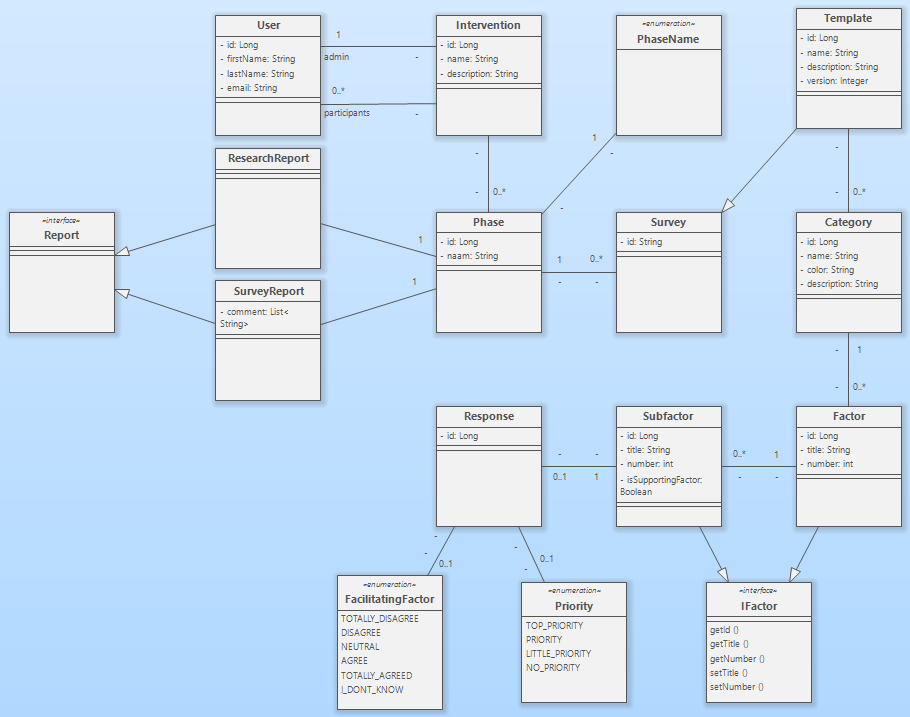 User
- id: Long
- firstName: String
- lastName: String
- email: String
1
admin
-
0..*
participants
-
Intervention
- id: Long
- name: String
- description: String
«enumeration»
PhaseName
Template
- id: Long
- name: String
- description: String
- version: Integer
ResearchReport
-
-
0..*
1
-
-
-
-
0..*
«interface»
Report
SurveyReport
- comment: List<
String>
1
1
Phase
- id: Long
- naam: String
1
0..*
-
-
Survey
- id: String
Category
- id: Long
- name: String
- color: String
- description: String
-
1
-
0..*
Response
- id: Long
-
-
0..1
1
Subfactor
- id: Long
- title: String
- number: int
- isSupportingFactor:
Boolean
0..*
1
-
-
Factor
- id: Long
- title: String
- number: int
-
-
0..1
-
0..1
-
«enumeration»
FacilitatingFactor
TOTALLY_DISAGREE
DISAGREE
NEUTRAL
AGREE
TOTALLY_AGREED
I_DONT_KNOW
«enumeration»
Priority
TOP_PRIORITY
PRIORITY
LITTLE_PRIORITY
NO_PRIORITY
«interface»
IFactor
getId ()
getTitle ()
getNumber ()
setTitle ()
setNumber ()